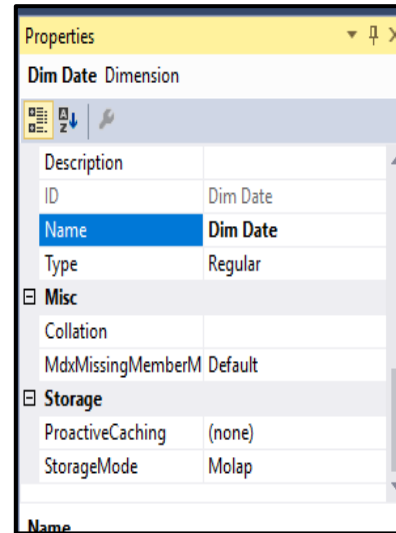 Properties
Dim Date Dimension
Description
ID Dim Date
Name Dim Date
Type Regular
Misc
Collation
MdxMissingMemberM Default
Storage
ProactiveCaching (none)
StorageMode Molap
Name